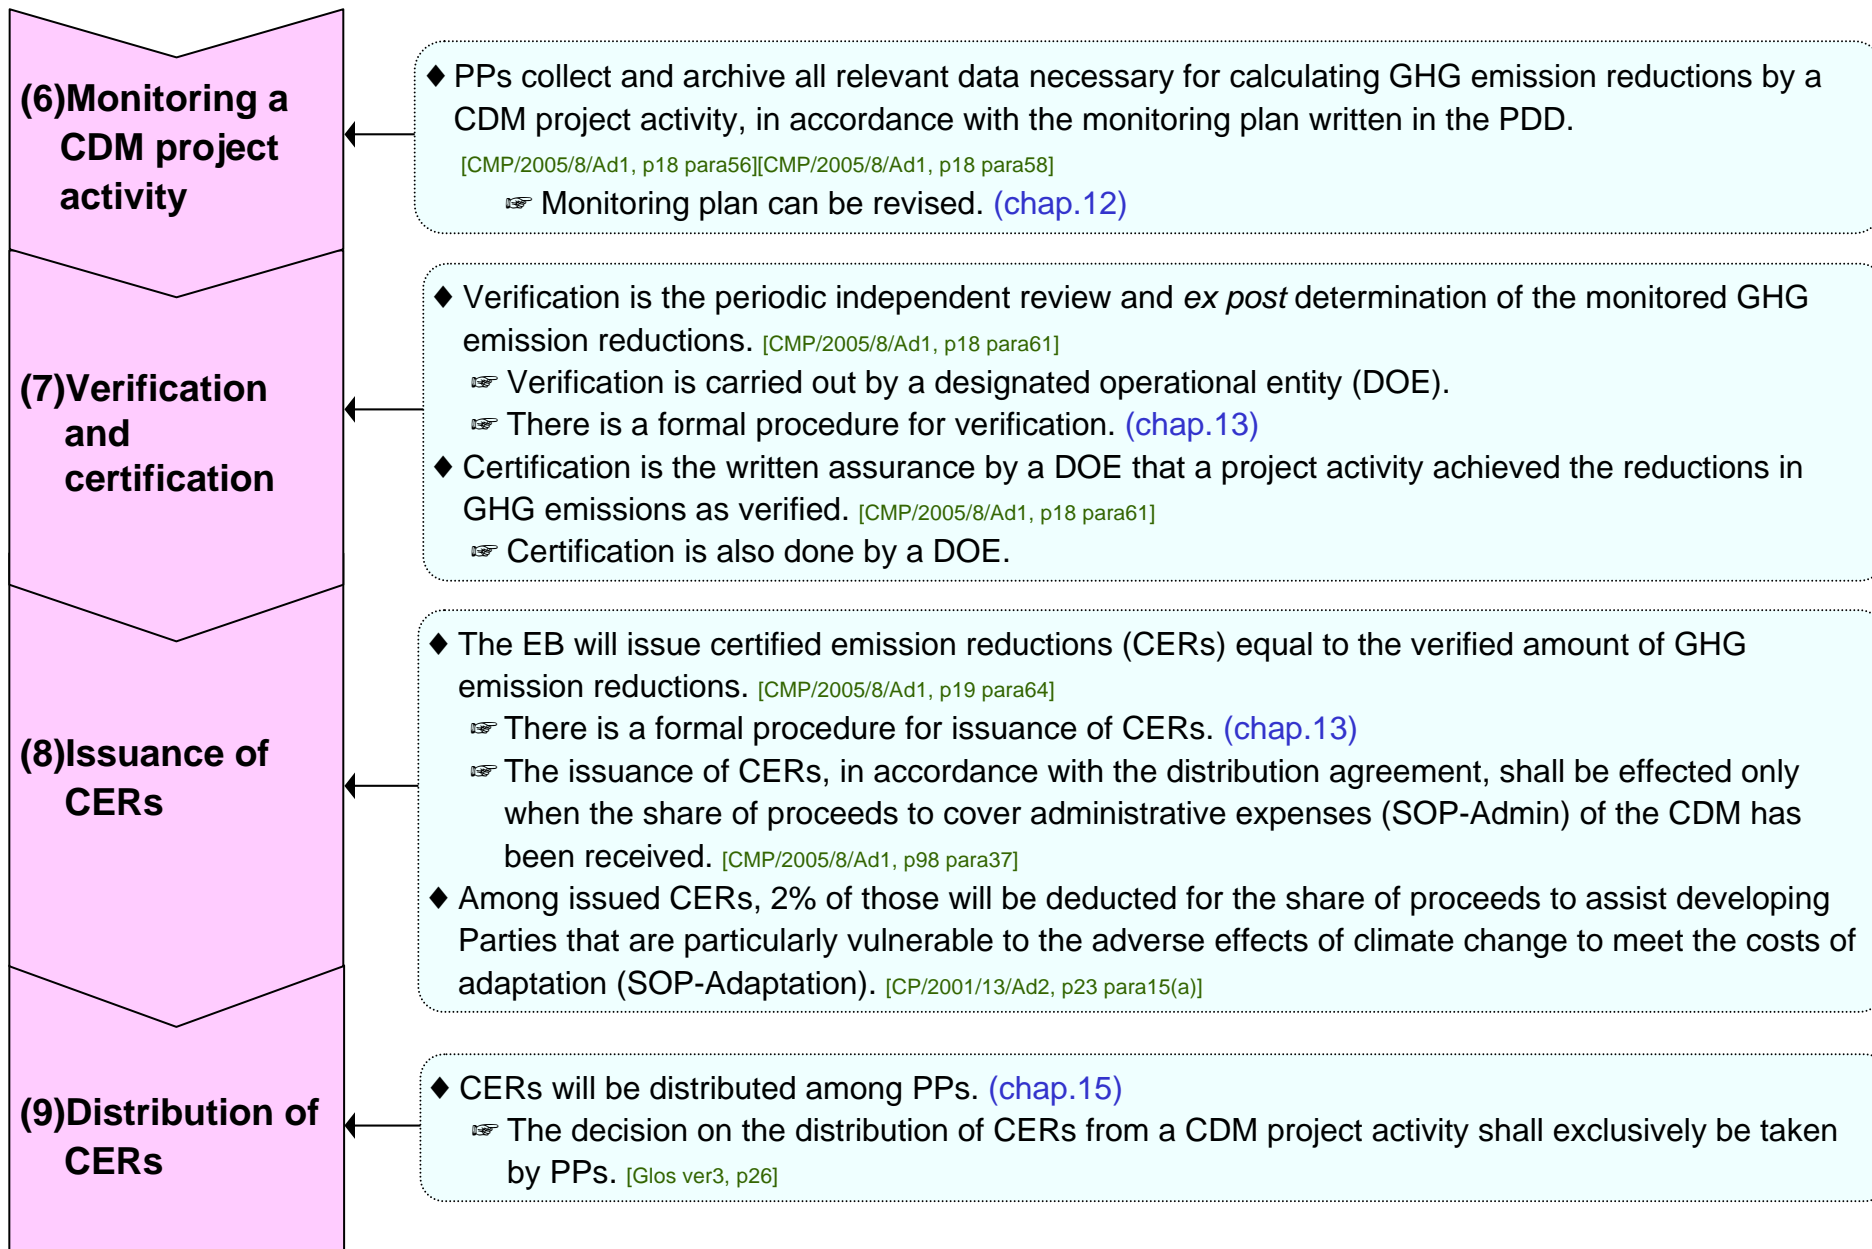 (6)Monitoring a
CDM project
activity
♦ PPs collect and archive all relevant data necessary for calculating GHG emission reductions by a
CDM project activity, in accordance with the monitoring plan written in the PDD.
[CMP/2005/8/Ad1, p18 para56][CMP/2005/8/Ad1, p18 para58]
☞ Monitoring plan can be revised. (chap.12)
(7)Verification
and
certification
♦ Verification is the periodic independent review and ex post determination of the monitored GHG
emission reductions. [CMP/2005/8/Ad1, p18 para61]
☞ Verification is carried out by a designated operational entity (DOE).
☞ There is a formal procedure for verification. (chap.13)
♦ Certification is the written assurance by a DOE that a project activity achieved the reductions in
GHG emissions as verified. [CMP/2005/8/Ad1, p18 para61]
☞ Certification is also done by a DOE.
(8)Issuance of
CERs
♦ The EB will issue certified emission reductions (CERs) equal to the verified amount of GHG
emission reductions. [CMP/2005/8/Ad1, p19 para64]
☞ There is a formal procedure for issuance of CERs. (chap.13)
☞ The issuance of CERs, in accordance with the distribution agreement, shall be effected only
when the share of proceeds to cover administrative expenses (SOP-Admin) of the CDM has
been received. [CMP/2005/8/Ad1, p98 para37]
♦ Among issued CERs, 2% of those will be deducted for the share of proceeds to assist developing
Parties that are particularly vulnerable to the adverse effects of climate change to meet the costs of
adaptation (SOP-Adaptation). [CP/2001/13/Ad2, p23 para15(a)]
(9)Distribution of
CERs
♦ CERs will be distributed among PPs. (chap.15)
☞ The decision on the distribution of CERs from a CDM project activity shall exclusively be taken
by PPs. [Glos ver3, p26]